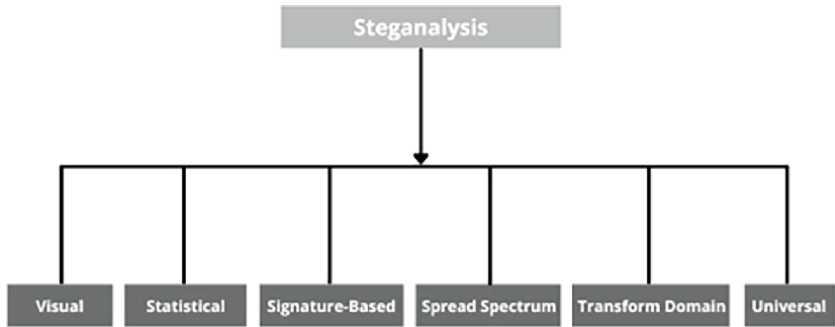 Steganalysis
Visual
Statistical
Signature-Based
Spread Spectrum
Transform Domain
Universal